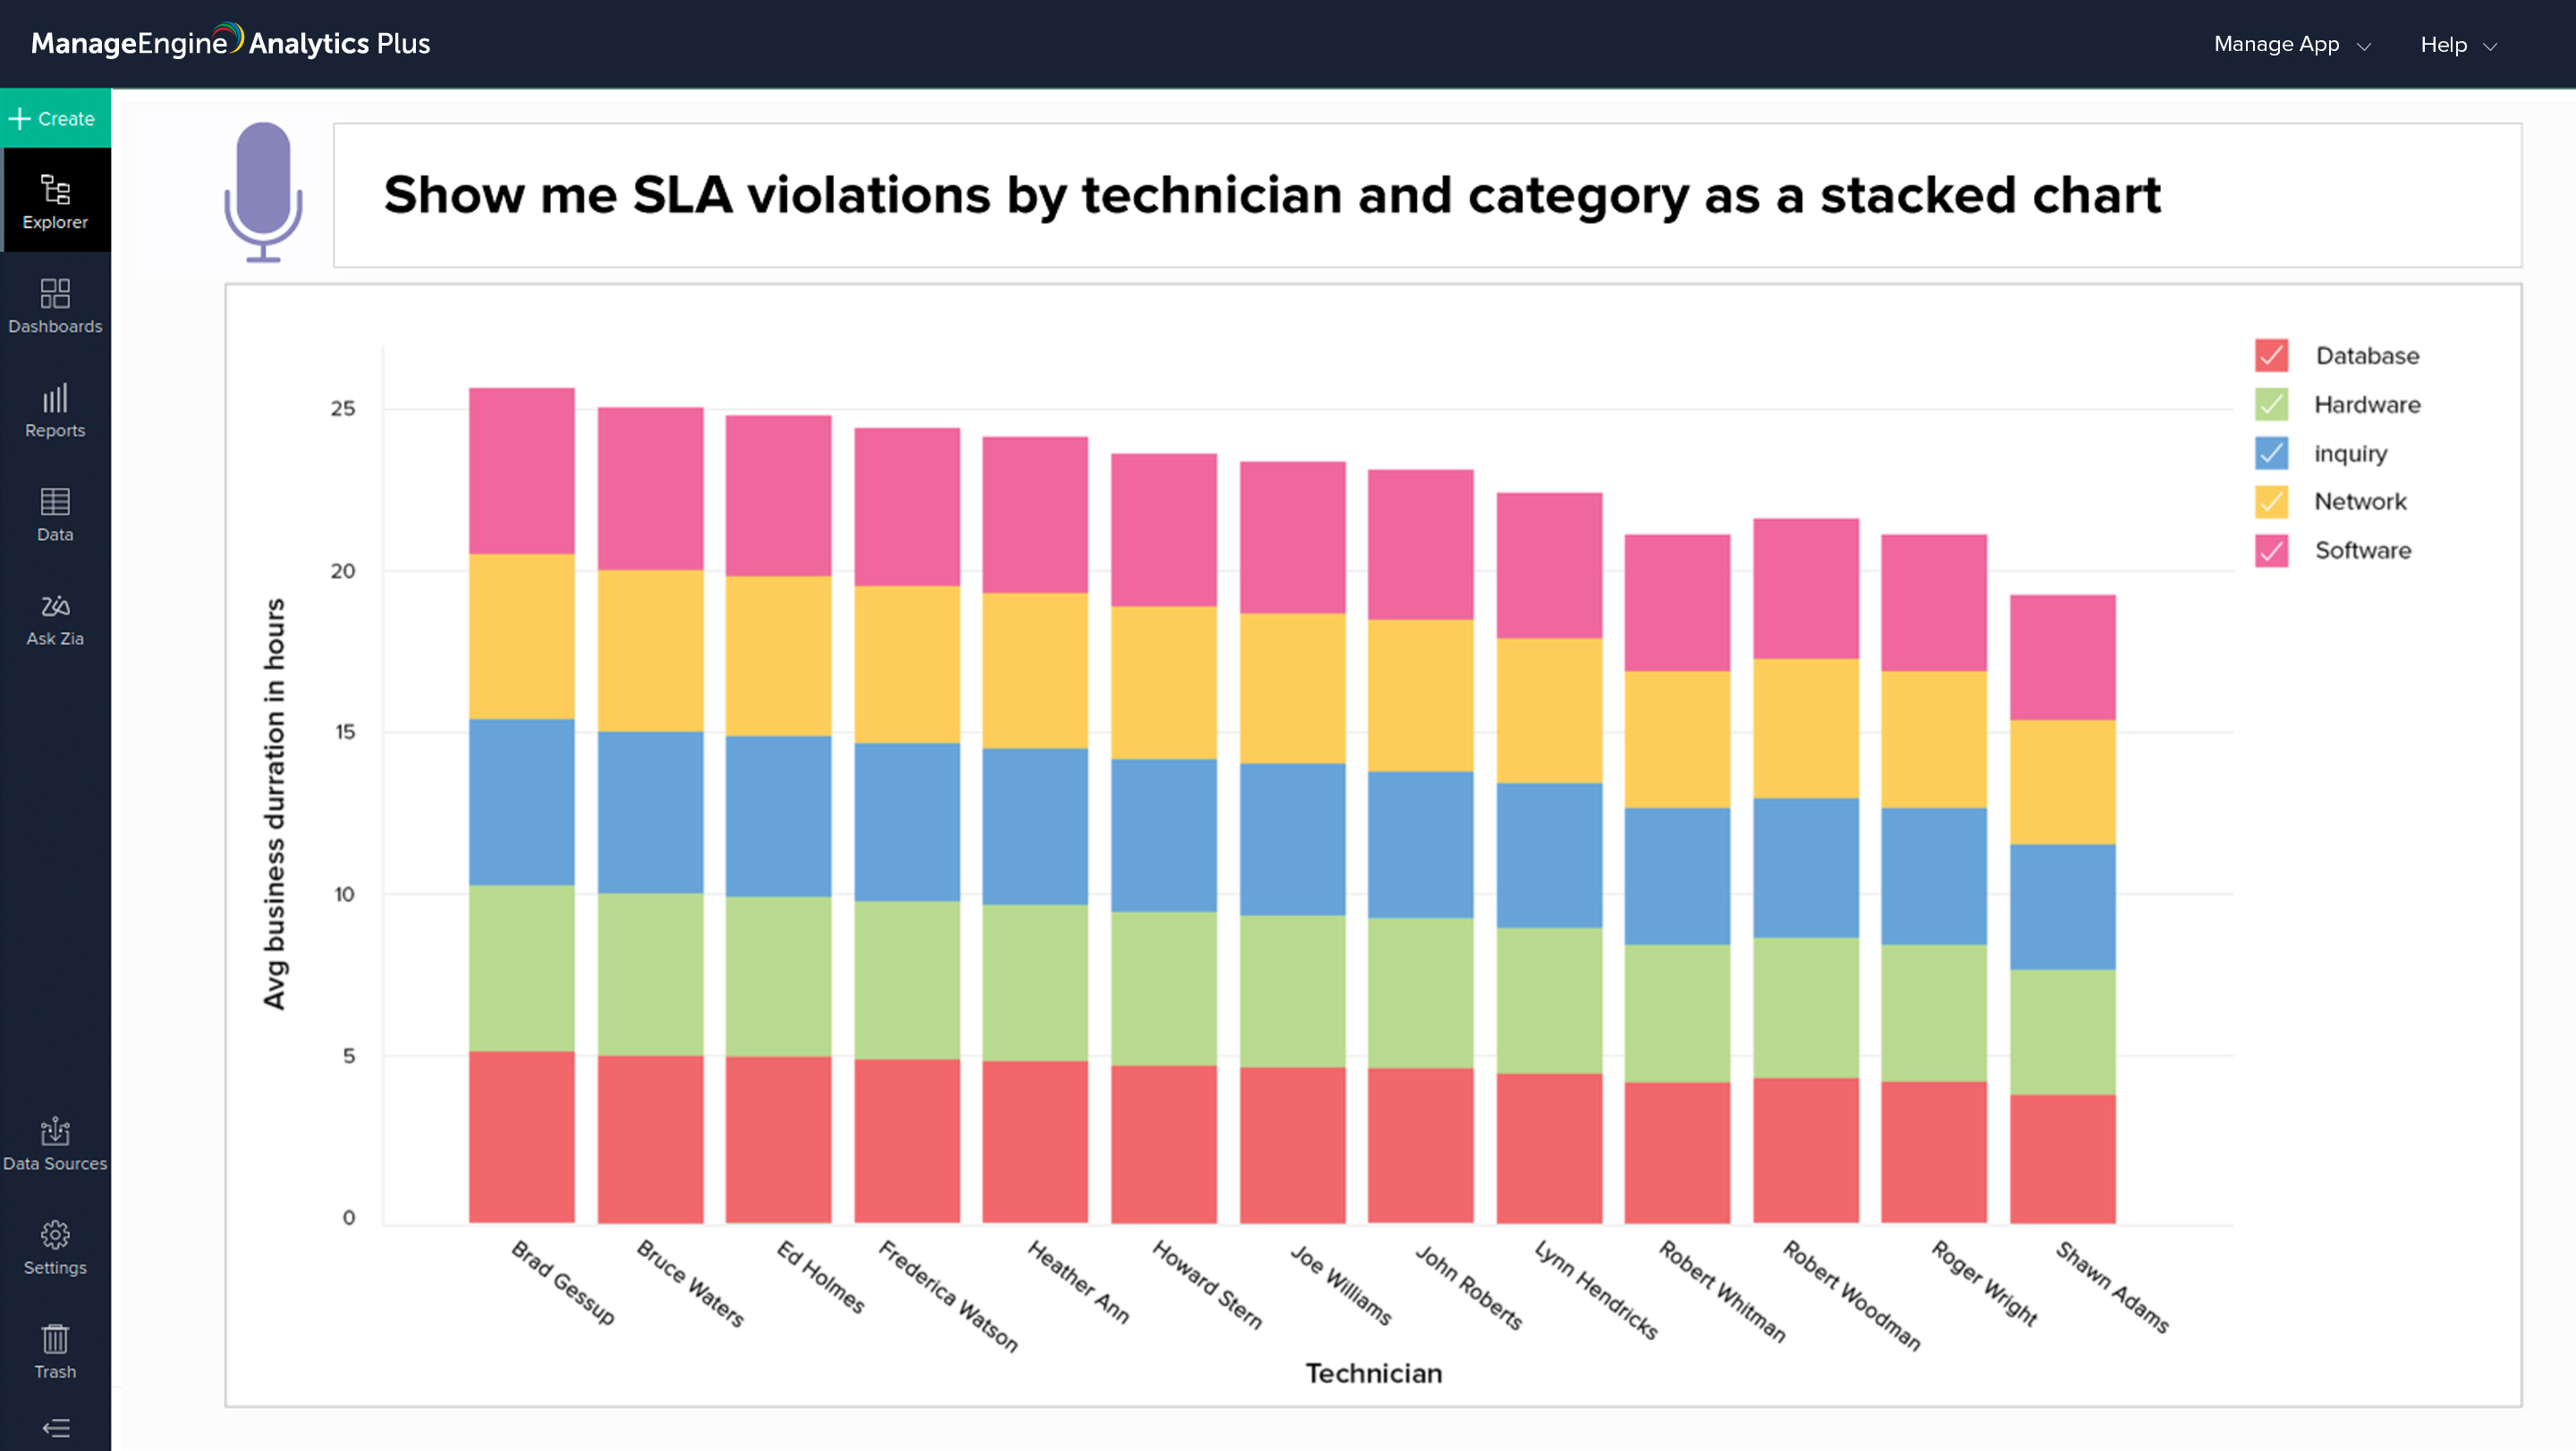 ManageEngine Analytics Plus
Manage App
Help
Create
Explorer
Dashboards
Reports
Data
Ask Zia
Data Sources
Settings
Trash
Show me SLA violations by technician and category as a stacked chart
Database
Hardware
inquiry
Network
Software
Avg business durration in hours
25
20
15
10
5
0
Brad Gessup
Bruce Waters
Ed Holmes
Frederica Watson
Heather Ann
Howard Stern
Joe Williams
John Roberts
Lynn Hendricks
Robert Whitman
Robert Woodman
Roger Wright
Shawn Adams
Technician